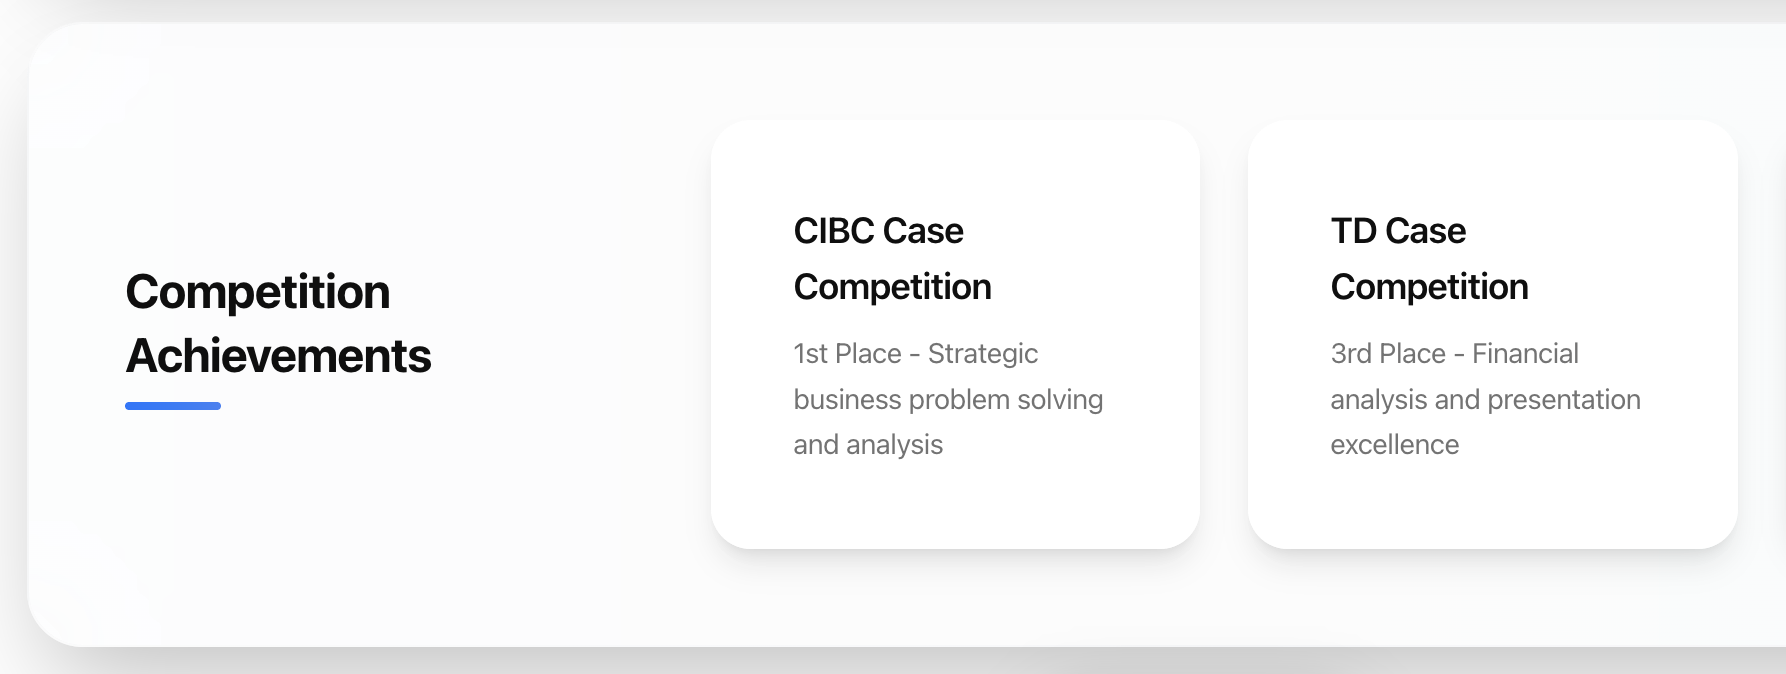 Competition
Achievements
CIBC Case
Competition
1st Place - Strategic
business problem solving
and analysis
TD Case
Competition
3rd Place - Financial
analysis and presentation
excellence